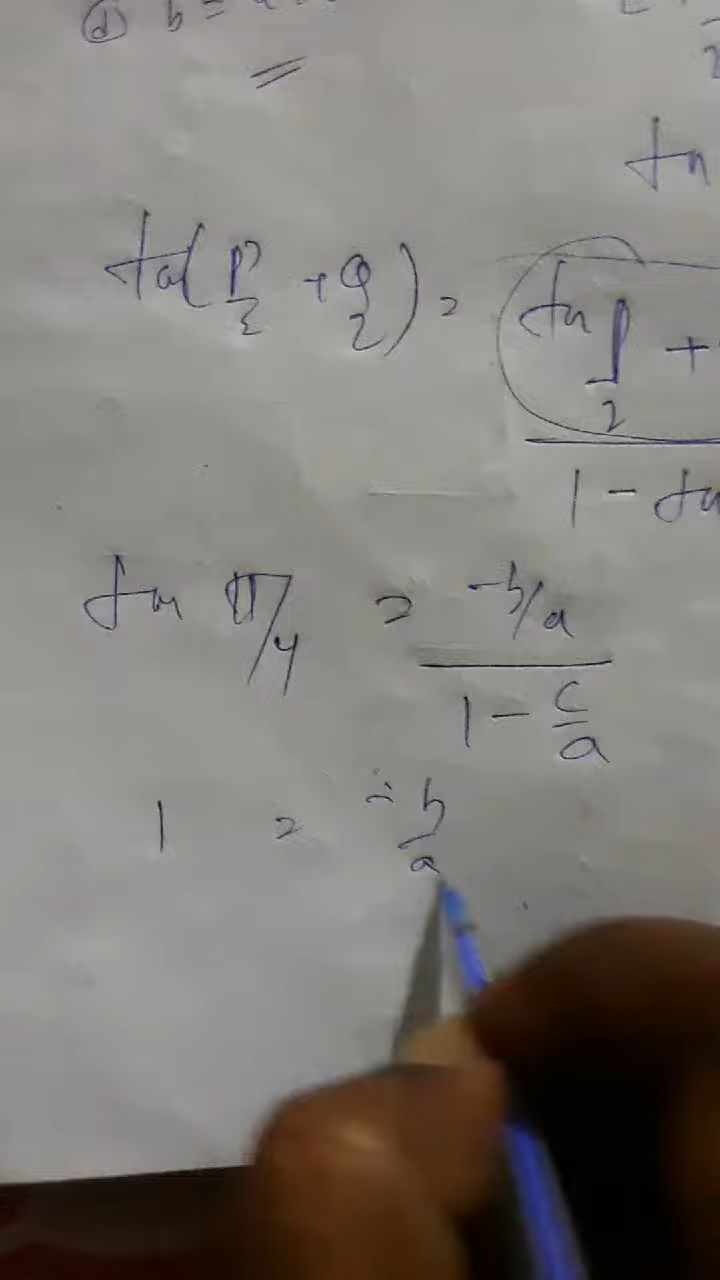 (d) b =
tan(P/2 + Q/2) = tan P/2 +
1 - tan
tan π/4 = (-b/a)/(1 - c/a)
1 = -b/a